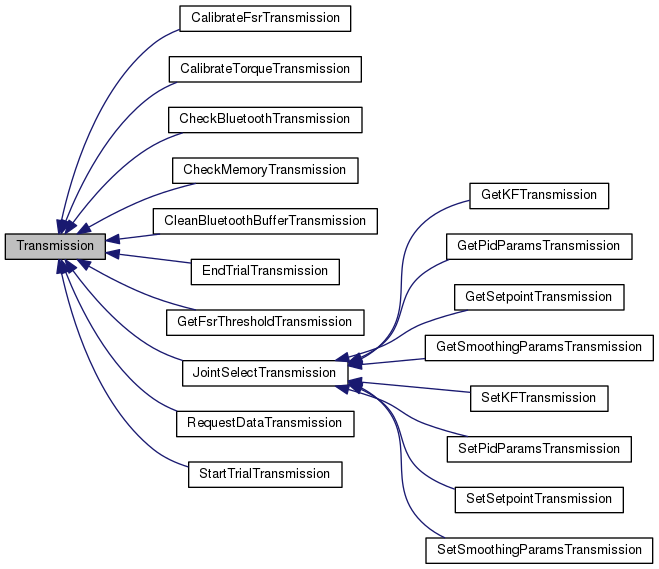 Transmission
CalibrateFsrTransmission
CalibrateTorqueTransmission
CheckBluetoothTransmission
CheckMemoryTransmission
CleanBluetoothBufferTransmission
EndTrialTransmission
GetFsrThresholdTransmission
JointSelectTransmission
RequestDataTransmission
StartTrialTransmission
GetKFTransmission
GetPidParamsTransmission
GetSetpointTransmission
GetSmoothingParamsTransmission
SetKFTransmission
SetPidParamsTransmission
SetSetpointTransmission
SetSmoothingParamsTransmission